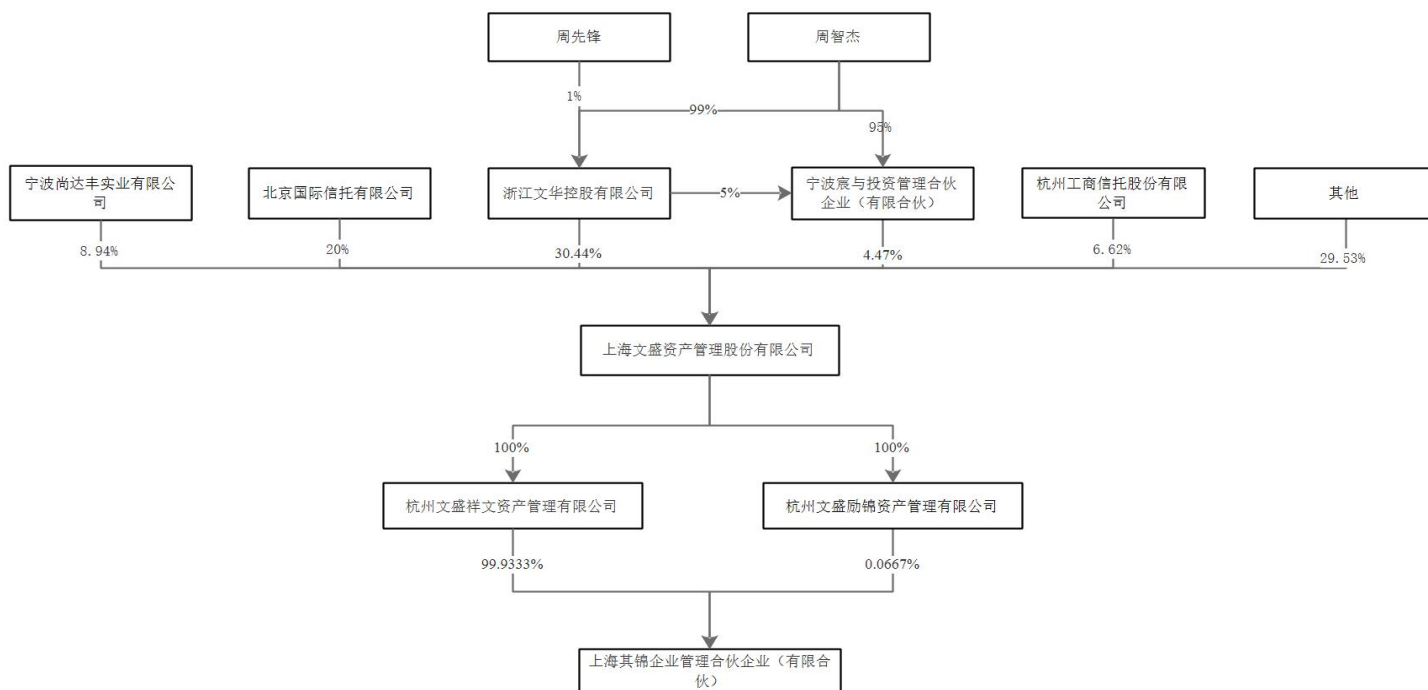 周先锋
周智杰
1%
99%
95%
宁波尚达丰实业有限公
司
北京国际信托有限公司
浙江文华控股有限公司
5%
宁波宸与投资管理合伙
企业（有限合伙）
杭州工商信托股份有限
公司
其他
8.94%
20%
30.44%
4.47%
6.62%
29.53%
上海文盛资产管理股份有限公司
100%
100%
杭州文盛祥文资产管理有限公司
杭州文盛励锦资产管理有限公司
99.9333%
0.0667%
上海其锦企业管理合伙企业（有限合
伙）